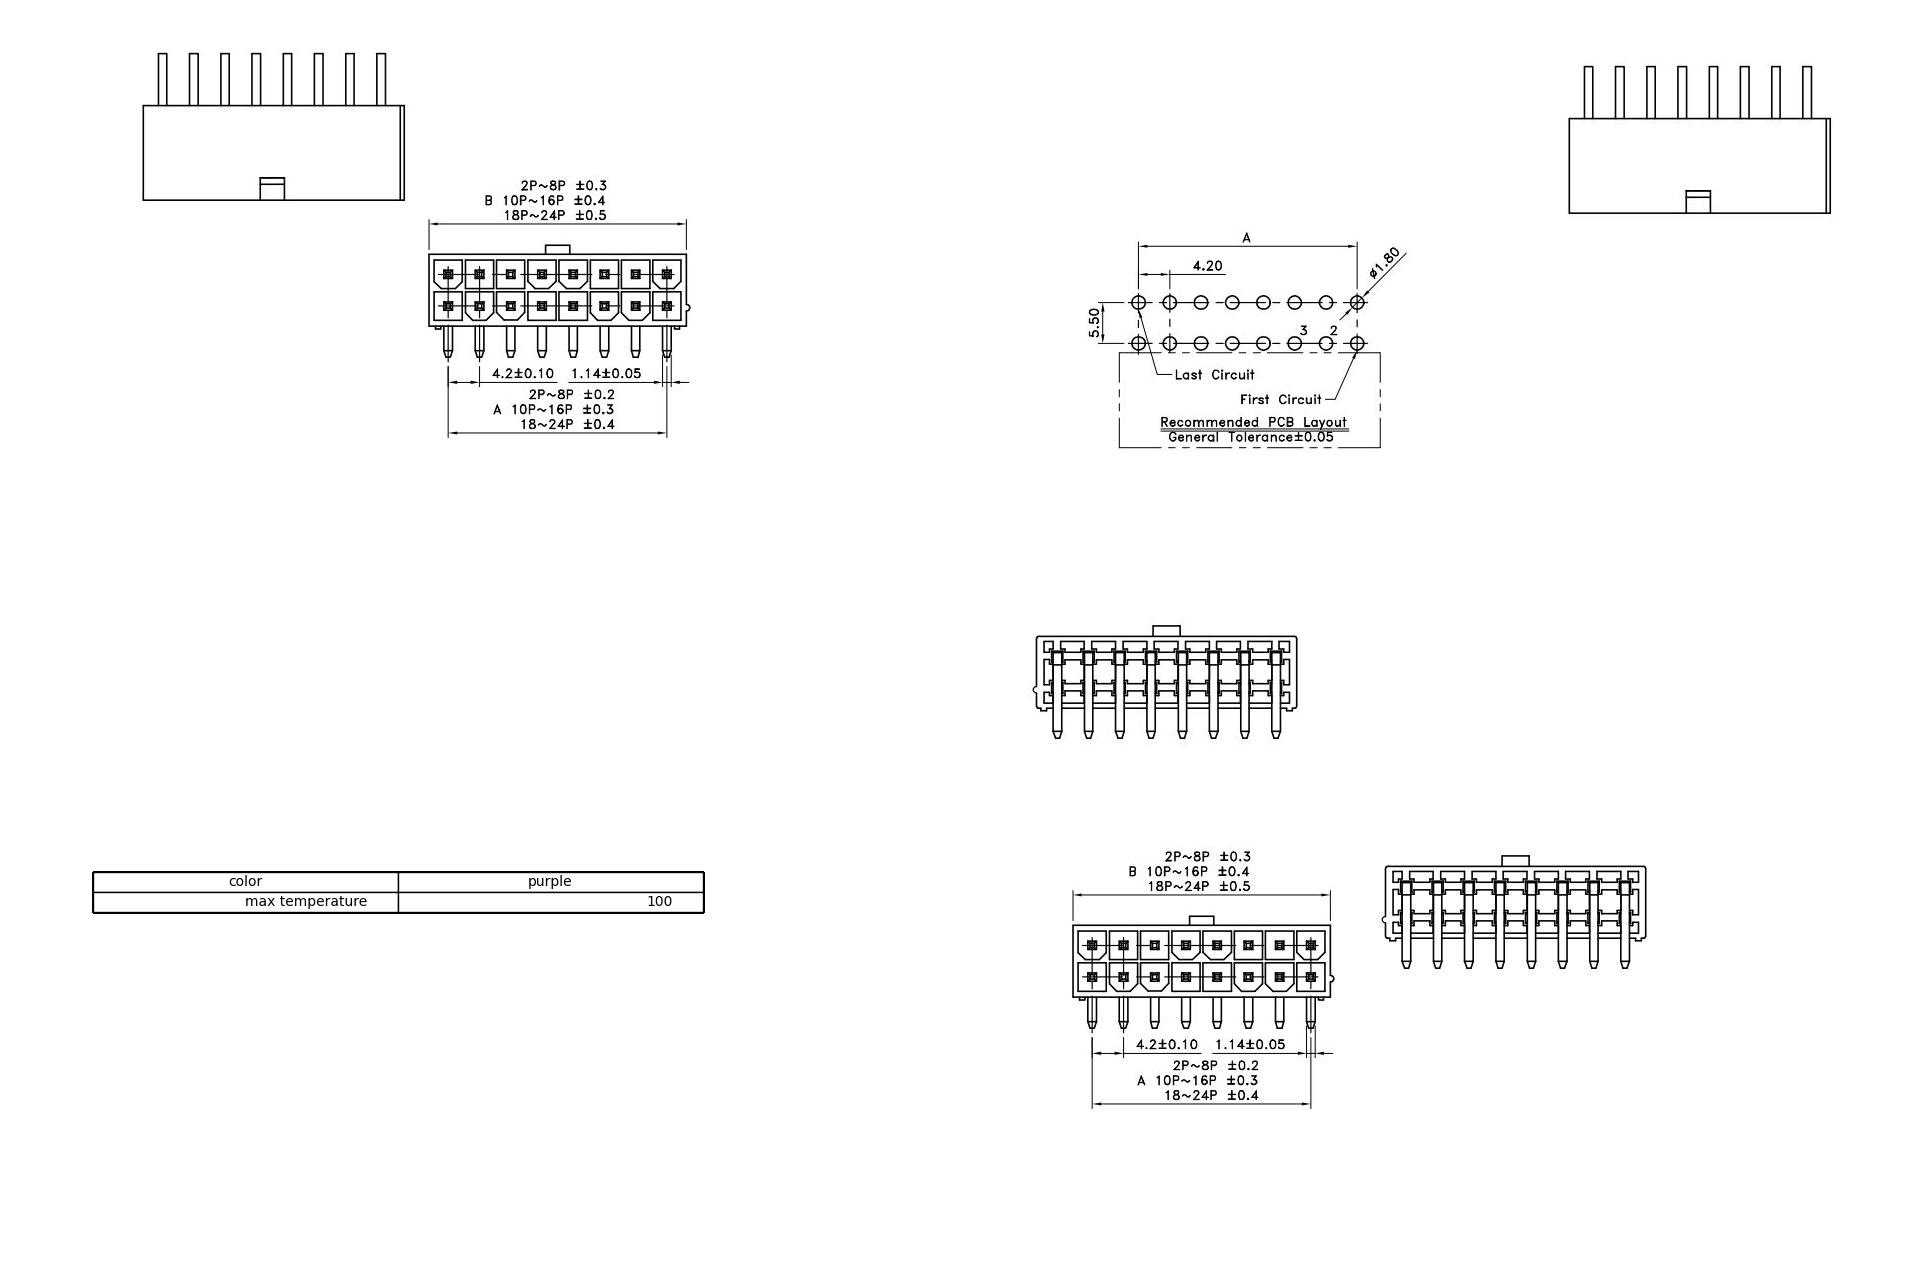 2P~8P ±0.3
B 10P~16P ±0.4
18P~24P ±0.5
4.2±0.10 1.14±0.05
2P~8P ±0.2
A 10P~16P ±0.3
18~24P ±0.4
A
4.20
ø1.80
5.50
3 2
Last Circuit
First Circuit
Recommended PCB Layout
General Tolerance±0.05
color purple
max temperature 100
2P~8P ±0.3
B 10P~16P ±0.4
18P~24P ±0.5
4.2±0.10 1.14±0.05
2P~8P ±0.2
A 10P~16P ±0.3
18~24P ±0.4